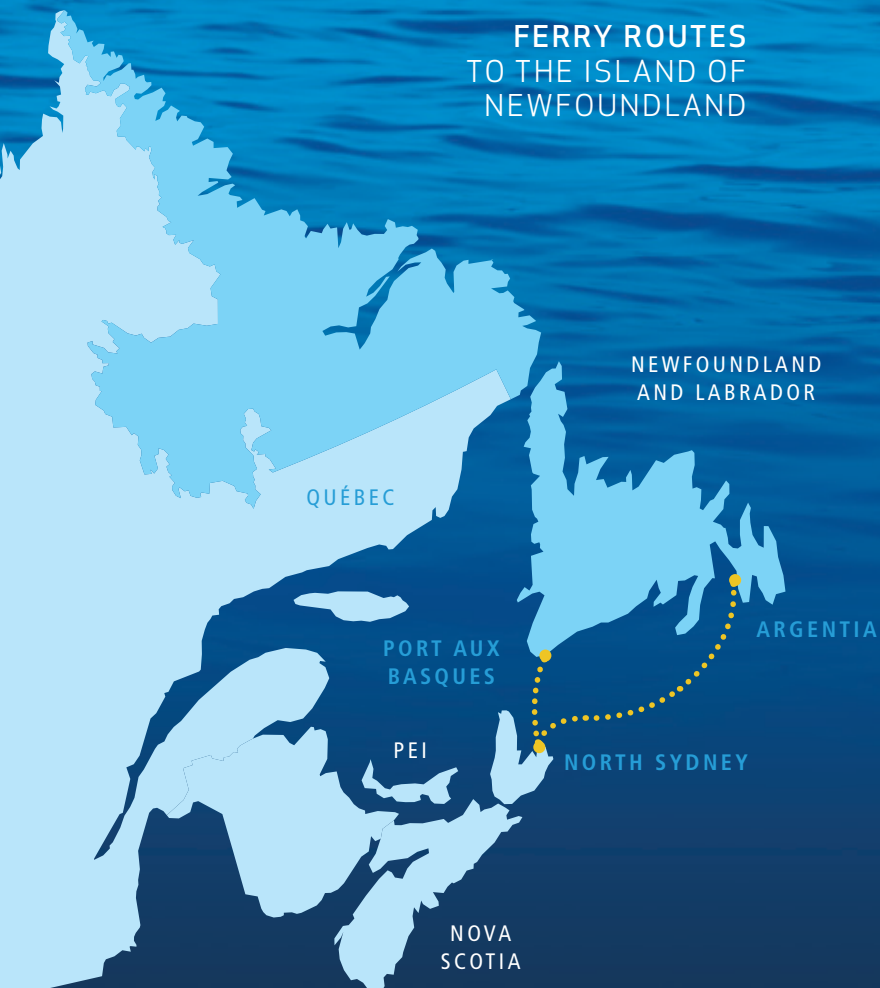 FERRY ROUTES
TO THE ISLAND OF
NEWFOUNDLAND
NEWFOUNDLAND
AND LABRADOR
QUÉBEC
ARGENTIA
PORT AUX
BASQUES
PEI
NORTH SYDNEY
NOVA
SCOTIA